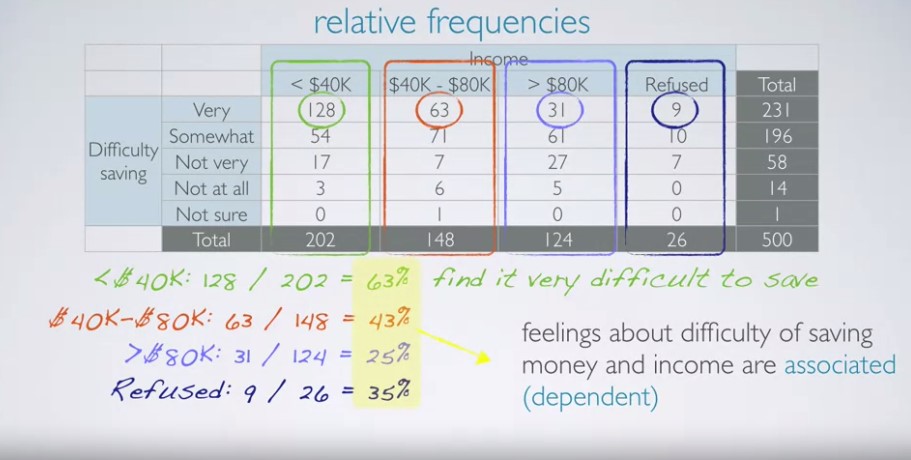 relative frequencies
Income
< $40K $40K - $80K > $80K Refused Total
Difficulty saving
Very 128 63 31 9 231
Somewhat 54 71 61 10 196
Not very 17 7 27 7 58
Not at all 3 6 5 0 14
Not sure 0 1 0 0 1
Total 202 148 124 26 500
<$40K: 128 / 202 = 63% find it very difficult to save
$40K-$80K: 63 / 148 = 43%
>$80K: 31 / 124 = 25%
Refused: 9 / 26 = 35%
feelings about difficulty of saving
money and income are associated
(dependent)